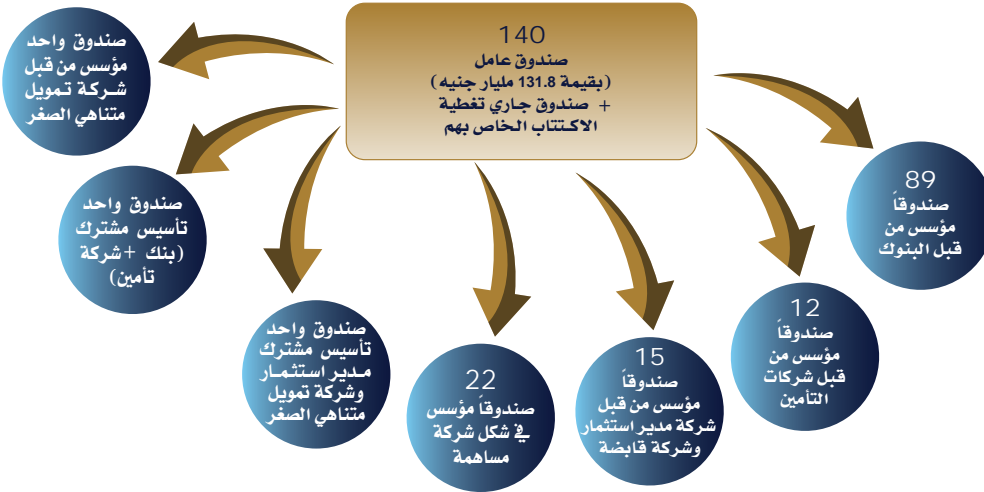 140
صندوق عامل
(بقيمة 131.8 مليار جنيه)
+ صندوق جاري تغطية
الاكتتاب الخاص بهم
89
صندوقاً
مؤسس من
قبل البنوك
12
صندوقاً
مؤسس من
قبل شركات
التأمين
15
صندوقاً
مؤسس من قبل
شركة مدير استثمار
وشركة قابضة
22
صندوقاً مؤسس
في شكل شركة
مساهمة
صندوق واحد
تأسيس مشترك
مدير استثمار
وشركة تمويل
متناهي الصغر
صندوق واحد
تأسيس مشترك
(بنك +شركة
تأمين)
صندوق واحد
مؤسس من قبل
شركة تمويل
متناهي الصغر